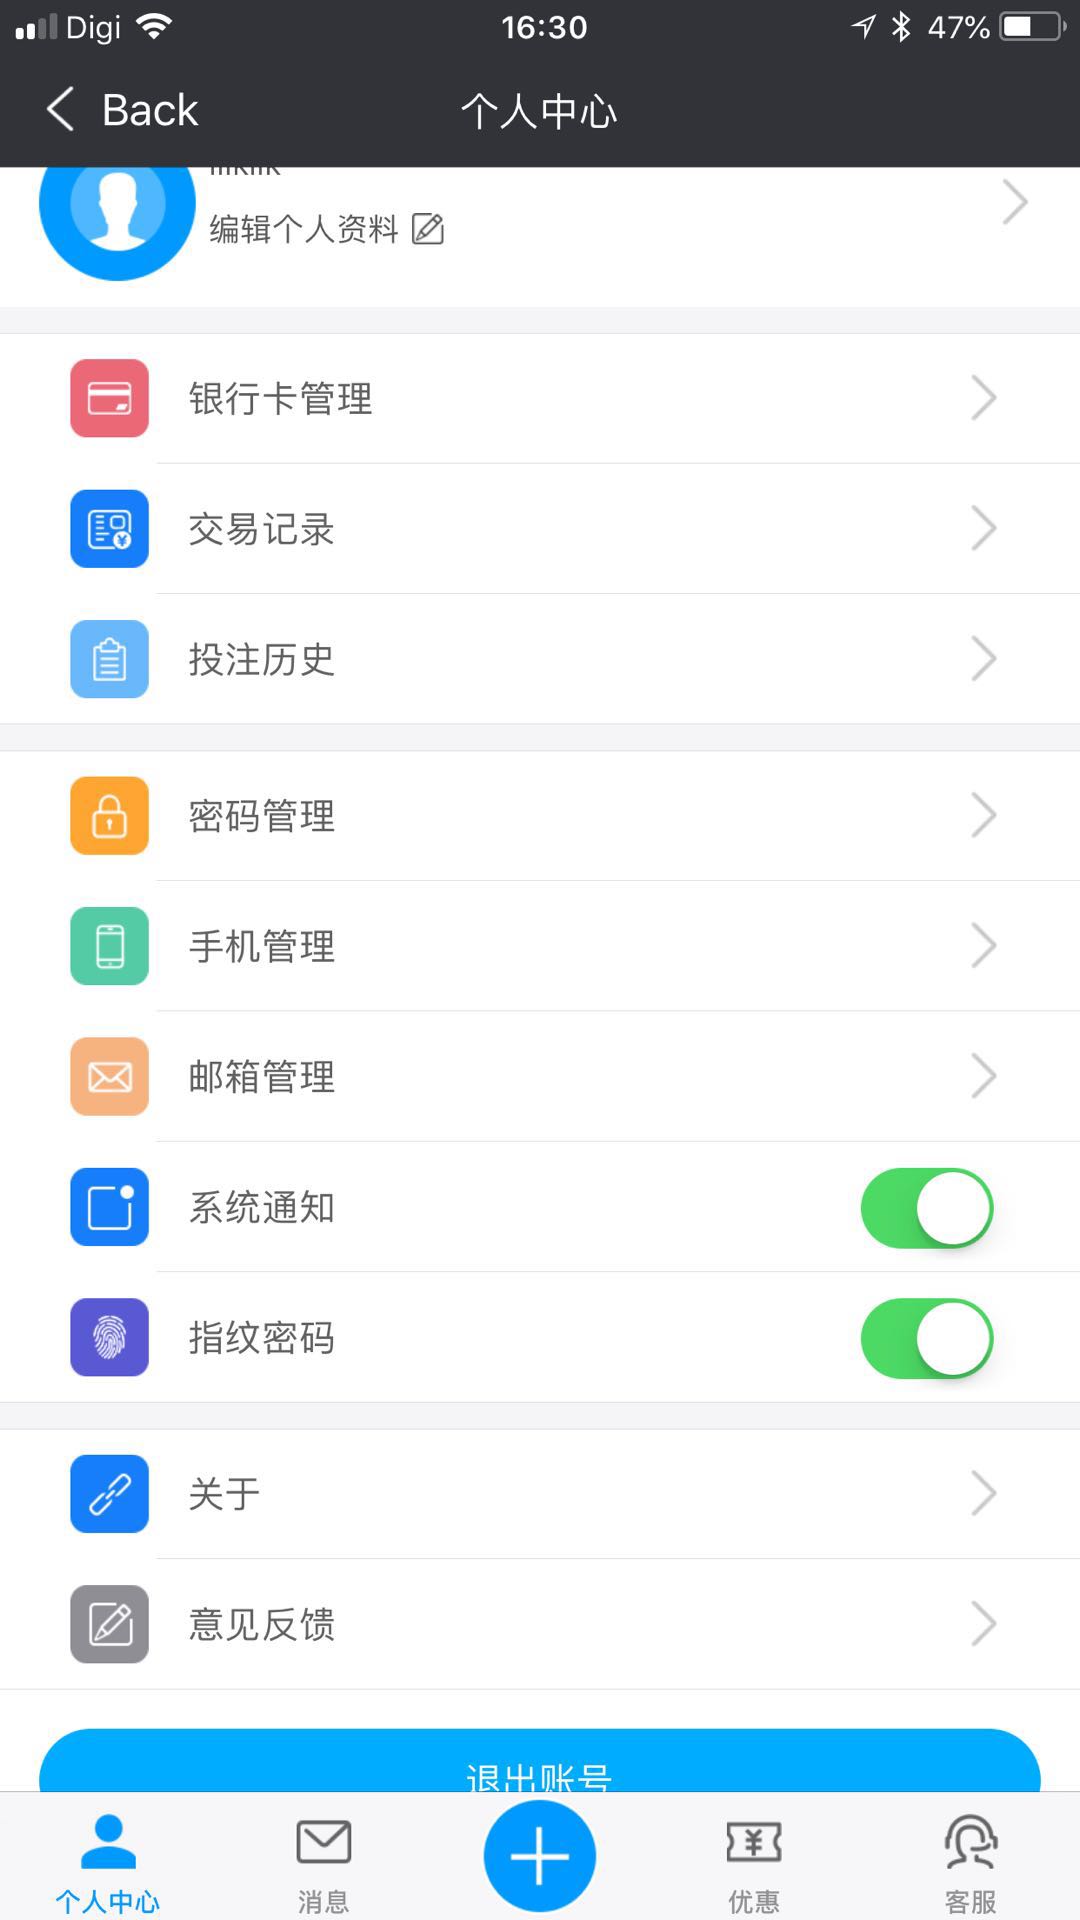 Digi
16:30
47%
Back
个人中心
编辑个人资料
银行卡管理
交易记录
投注历史
密码管理
手机管理
邮箱管理
系统通知
指纹密码
关于
意见反馈
退出账号
个人中心
消息
优惠
客服